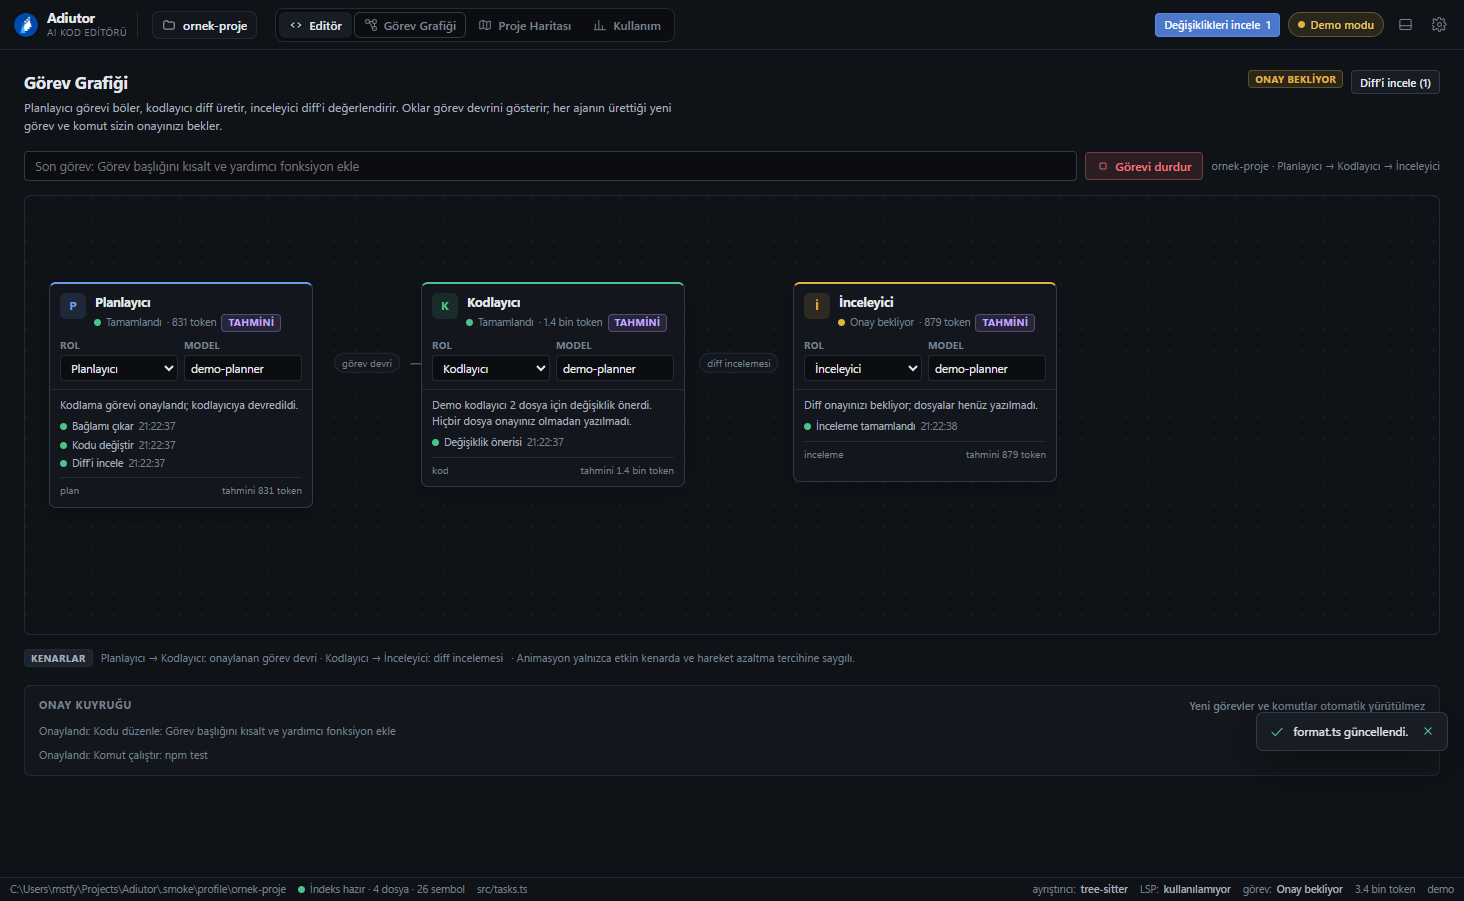 Adiutor
AI KOD EDİTÖRÜ
ornek-proje
Editör
Görev Grafiği
Proje Haritası
Kullanım
Değişiklikleri incele 1
Demo modu
Görev Grafiği
ONAY BEKLİYOR
Diff'i incele (1)
Planlayıcı görevi böler, kodlayıcı diff üretir, inceleyici diff'i değerlendirir. Oklar görev devrini gösterir; her ajanın ürettiği yeni
görev ve komut sizin onayınızı bekler.
Son görev: Görev başlığını kısalt ve yardımcı fonksiyon ekle
Görevi durdur
ornek-proje · Planlayıcı → Kodlayıcı → İnceleyici
P
Planlayıcı
Tamamlandı · 831 token TAHMİNİ
ROL MODEL
Planlayıcı demo-planner
Kodlama görevi onaylandı; kodlayıcıya devredildi.
Bağlamı çıkar 21:22:37
Kodu değiştir 21:22:37
Diff'i incele 21:22:37
plan tahmini 831 token
görev devri
K
Kodlayıcı
Tamamlandı · 1.4 bin token TAHMİNİ
ROL MODEL
Kodlayıcı demo-planner
Demo kodlayıcı 2 dosya için değişiklik önerdi.
Hiçbir dosya onayınız olmadan yazılmadı.
Değişiklik önerisi 21:22:37
kod tahmini 1.4 bin token
diff incelemesi
İ
İnceleyici
Onay bekliyor · 879 token TAHMİNİ
ROL MODEL
İnceleyici demo-planner
Diff onayınızı bekliyor; dosyalar henüz yazılmadı.
İnceleme tamamlandı 21:22:38
inceleme tahmini 879 token
KENARLAR Planlayıcı → Kodlayıcı: onaylanan görev devri · Kodlayıcı → İnceleyici: diff incelemesi · Animasyon yalnızca etkin kenarda ve hareket azaltma tercihine saygılı.
ONAY KUYRUĞU
Yeni görevler ve komutlar otomatik yürütülmez
Onaylandı: Kodu düzenle: Görev başlığını kısalt ve yardımcı fonksiyon ekle
Onaylandı: Komut çalıştır: npm test
format.ts güncellendi.
C:\Users\mstfy\Projects\Adiutor\.smoke\profile\ornek-proje İndeks hazır · 4 dosya · 26 sembol src/tasks.ts
ayrıştırıcı: tree-sitter LSP: kullanılamıyor görev: Onay bekliyor 3.4 bin token demo